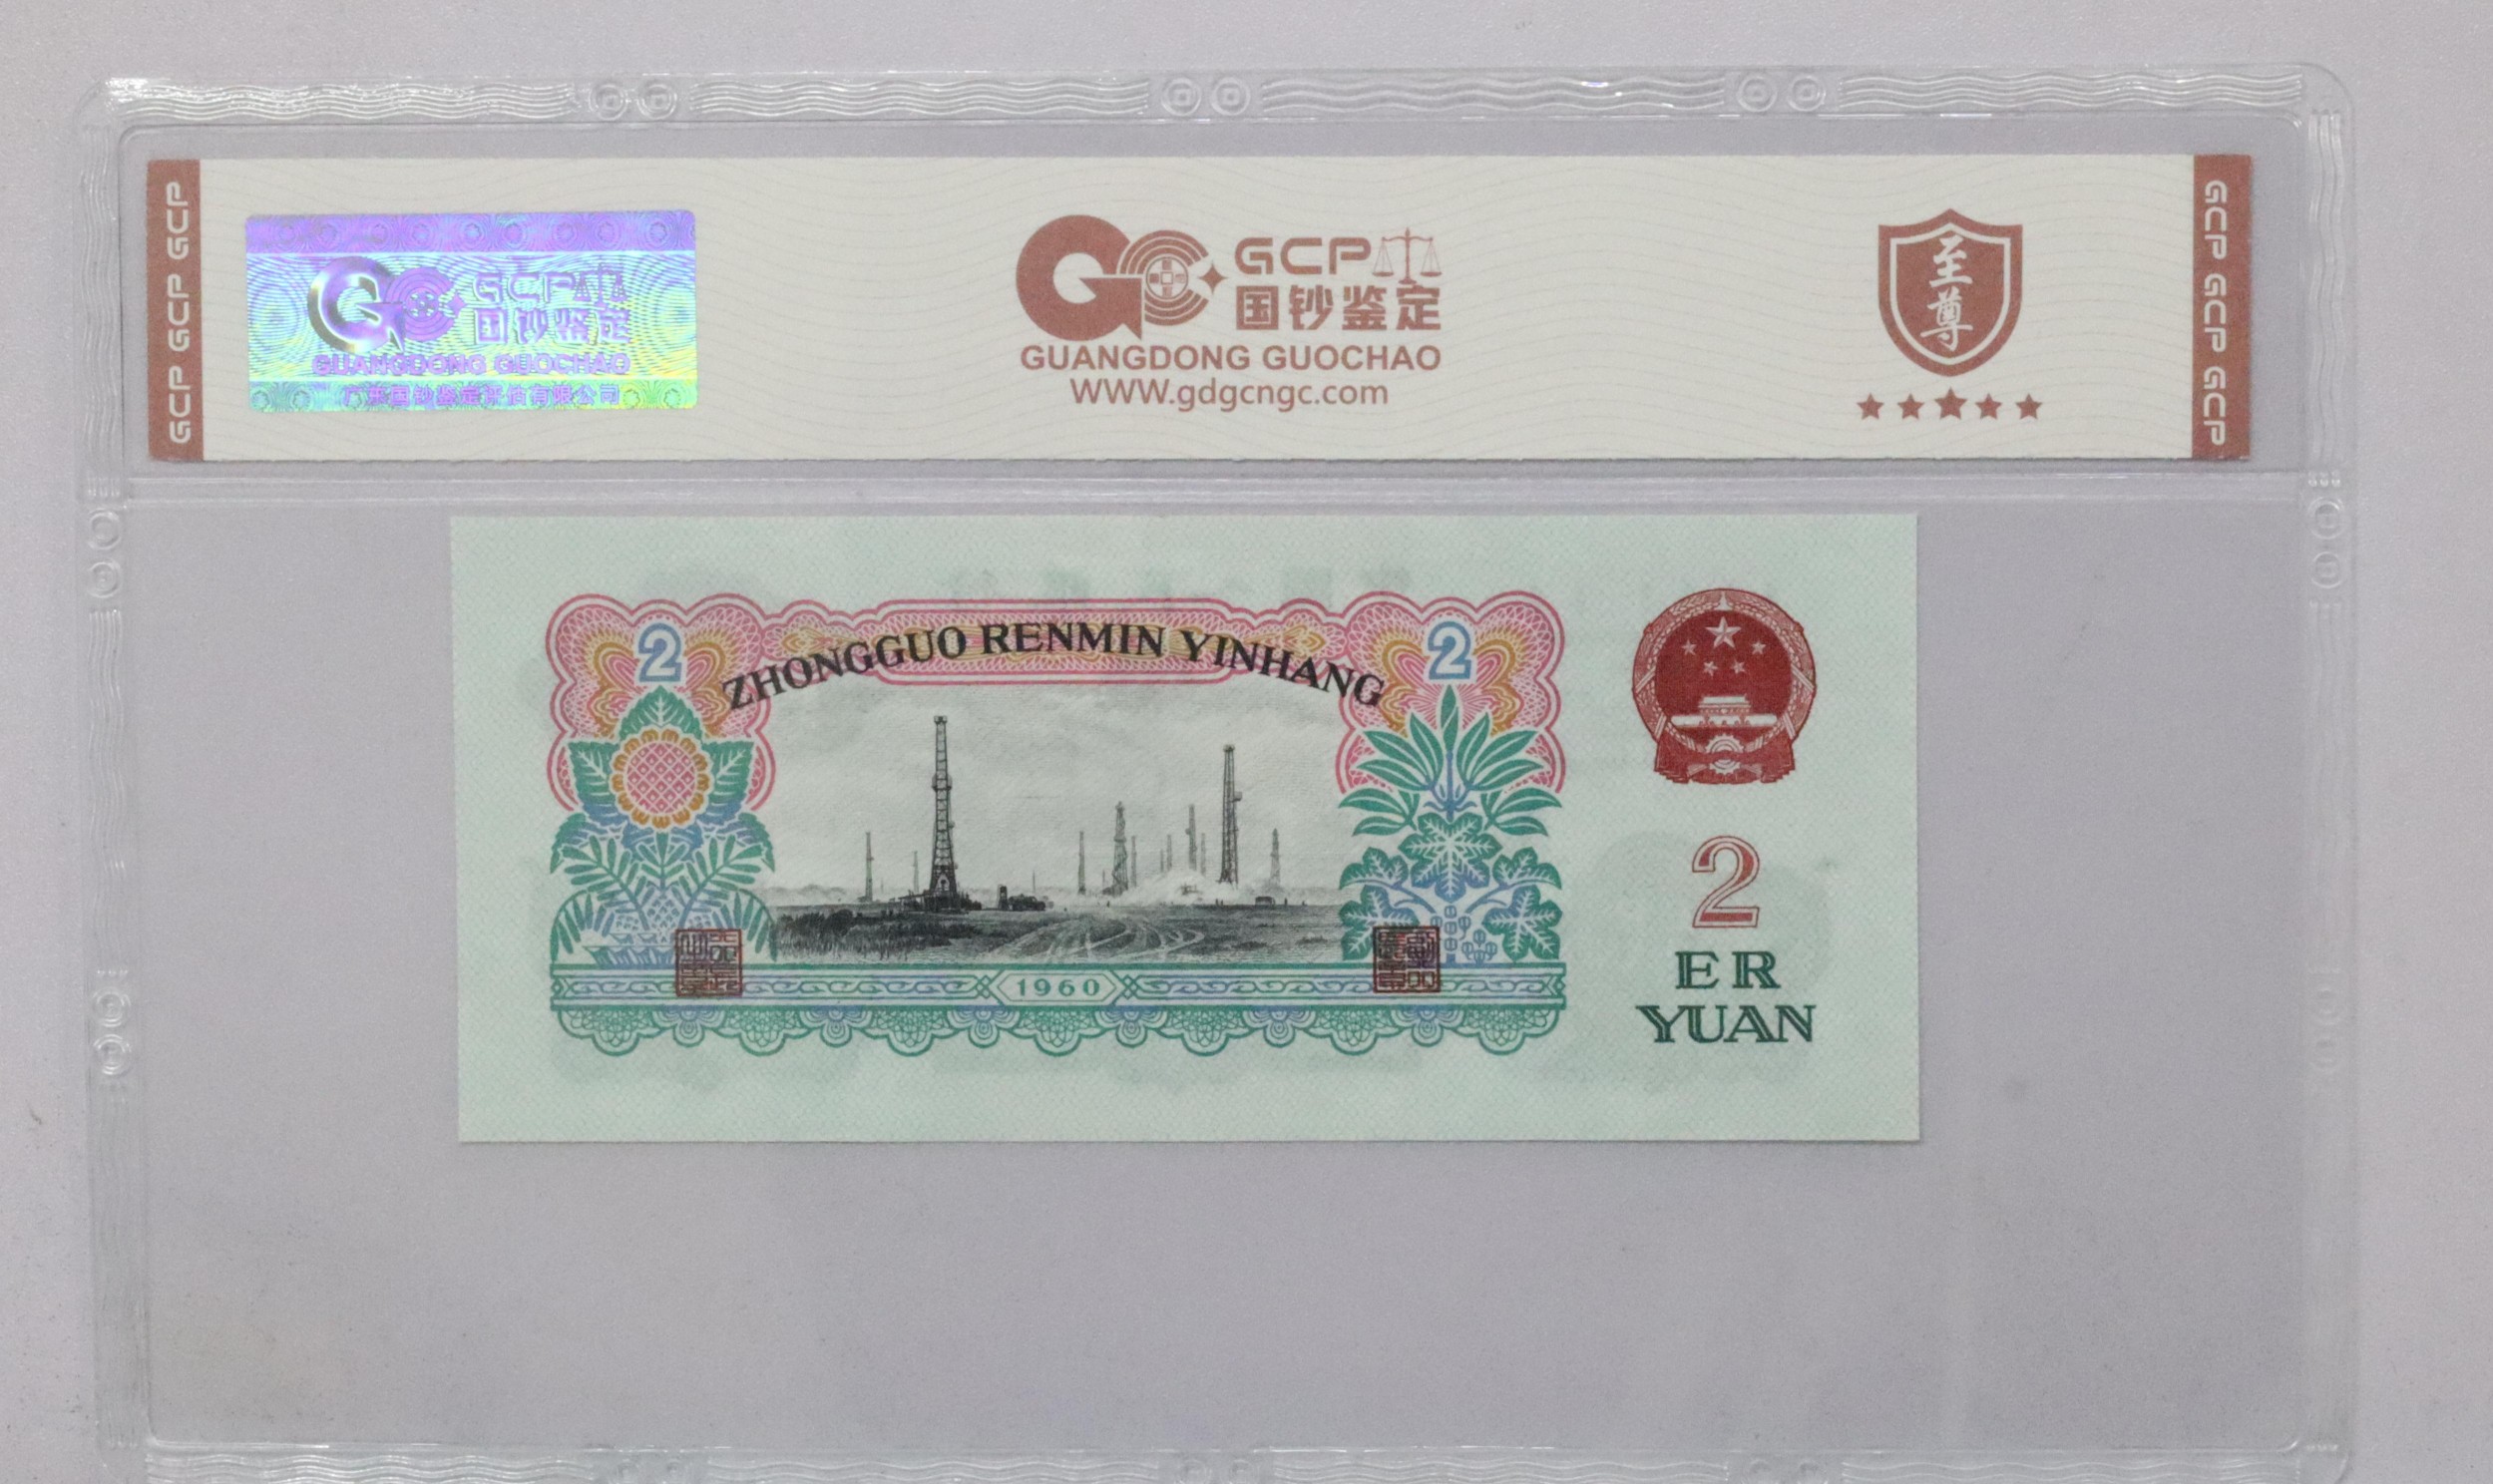 GCP GCP GCP
GCP
国钞鉴定
GUANGDONG GUOCHAO
广东国钞鉴定评估有限公司
GCP
国钞鉴定
GUANGDONG GUOCHAO
WWW.gdgcngc.com
至尊
GCP GCP GCP
ZHONGGUO RENMIN YINHANG
2
2
1960
2
ER
YUAN